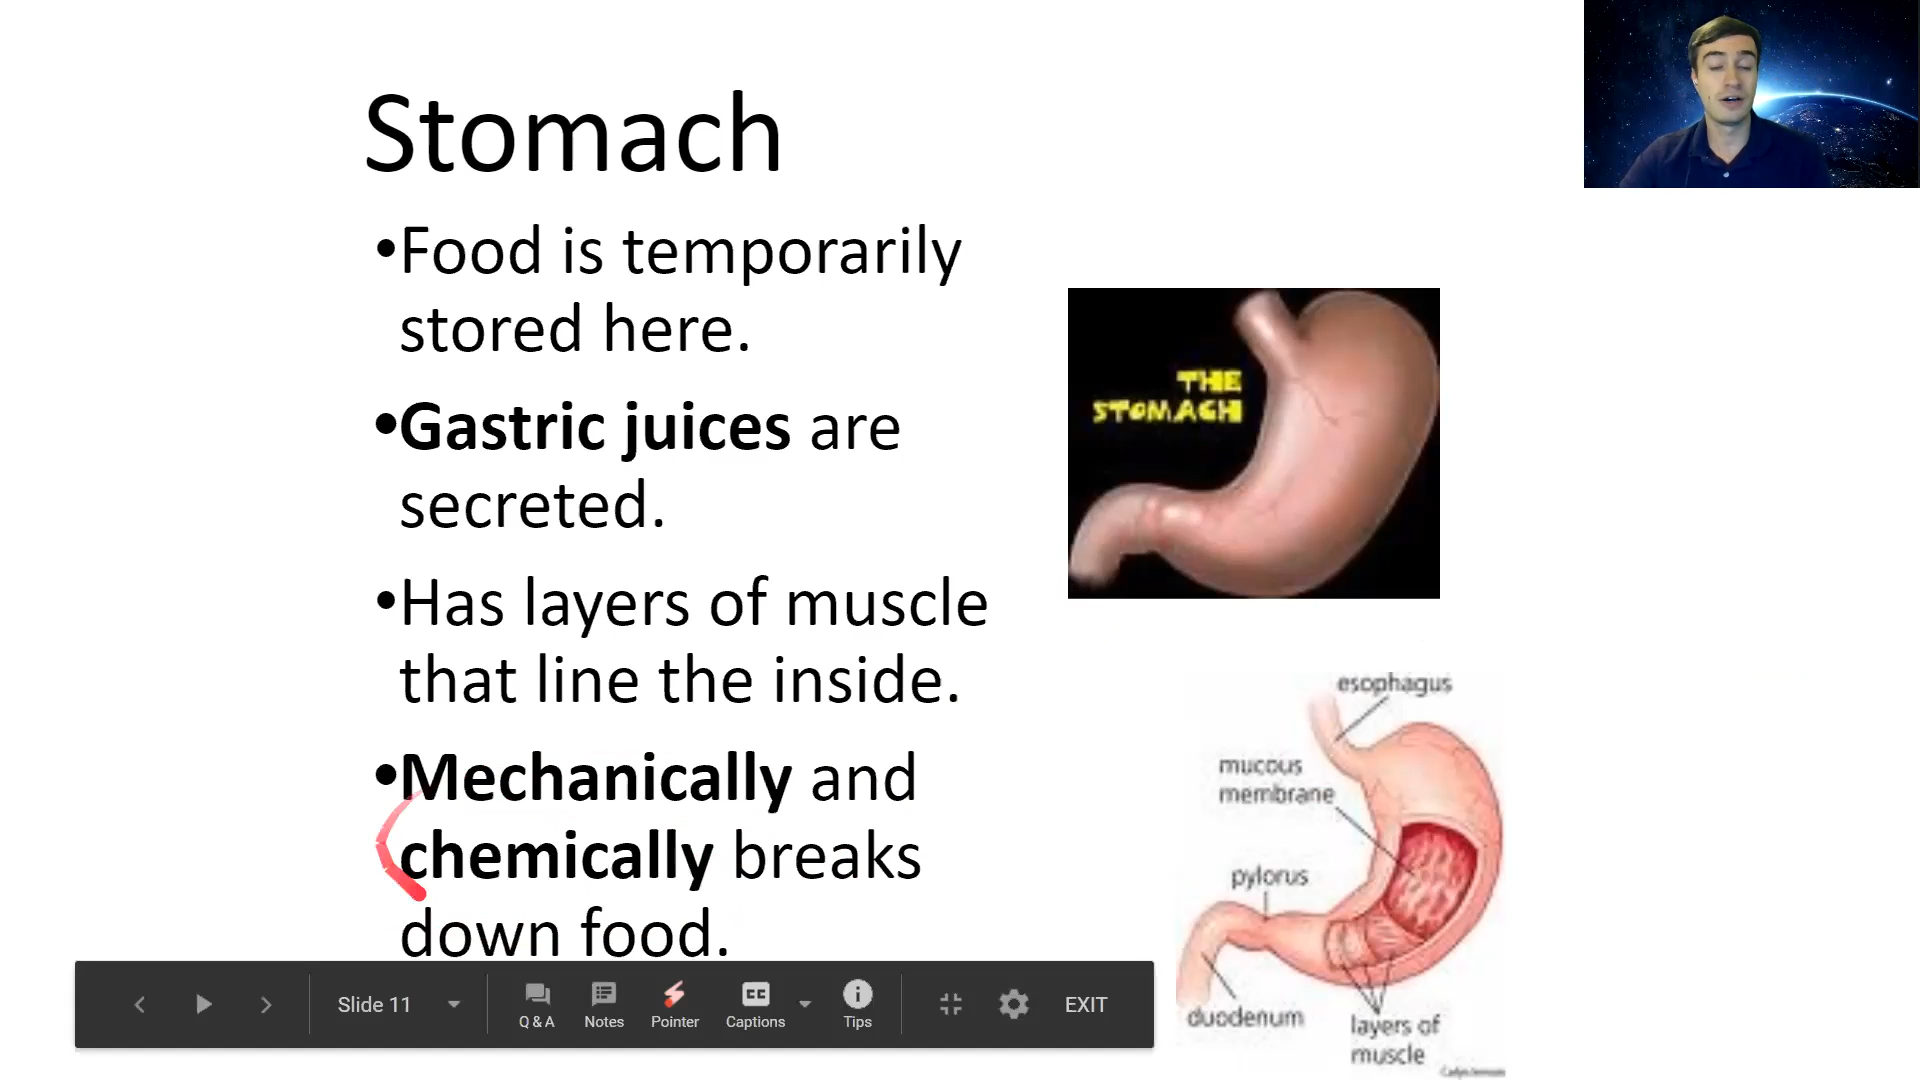 Stomach
•Food is temporarily
stored here.
•Gastric juices are
secreted.
•Has layers of muscle
that line the inside.
•Mechanically and
chemically breaks
down food.
THE
STOMACH
esophagus
mucous
membrane
pylorus
duodenum
layers of
muscle
Slide 11
Q & A
Notes
Pointer
CC
Captions
Tips
EXIT